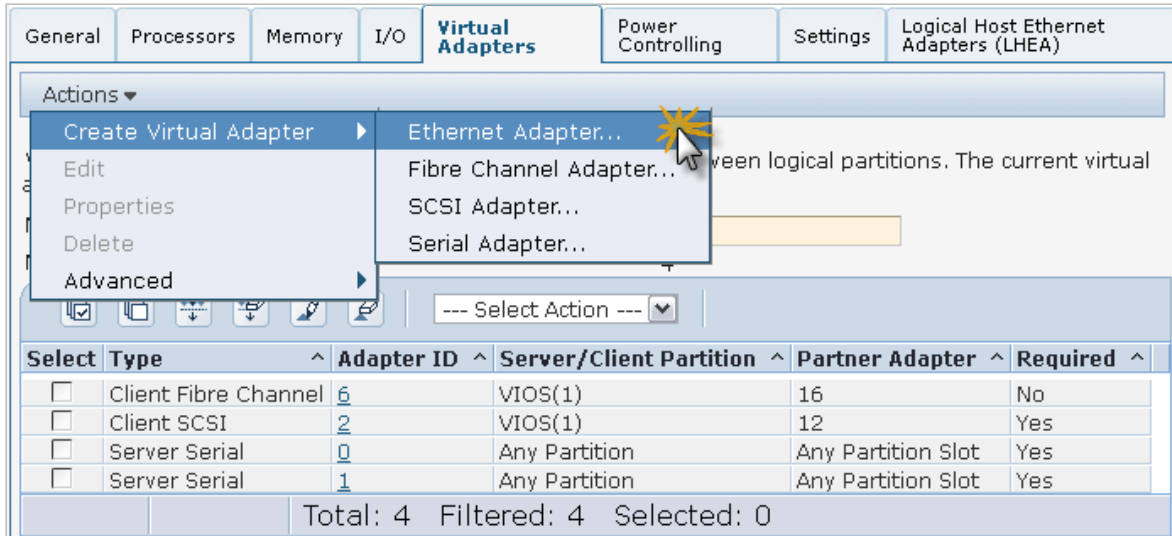 General Processors Memory I/O Virtual Adapters Power Controlling Settings Logical Host Ethernet Adapters (LHEA)
Actions
Create Virtual Adapter
Edit
Properties
Delete
Advanced
Ethernet Adapter...
Fibre Channel Adapter...
SCSI Adapter...
Serial Adapter...
veen logical partitions. The current virtual
--- Select Action ---
Select Type ^ Adapter ID ^ Server/Client Partition ^ Partner Adapter ^ Required ^
Client Fibre Channel 6 VIOS(1) 16 No
Client SCSI 2 VIOS(1) 12 Yes
Server Serial 0 Any Partition Any Partition Slot Yes
Server Serial 1 Any Partition Any Partition Slot Yes
Total: 4 Filtered: 4 Selected: 0